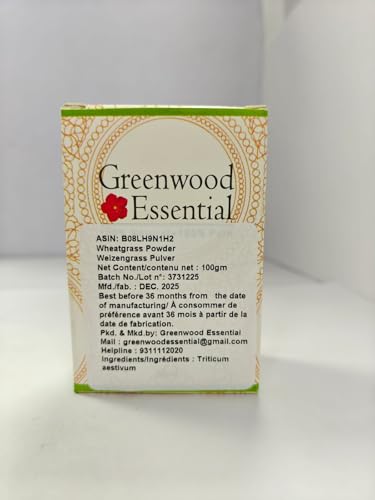 Greenwood
Essential
ASIN: B08LH9N1H2
Wheatgrass Powder
Weizengrass Pulver
Net Content/contenu net : 100gm
Batch No./Lot n°: 3731225
Mfd./fab. : DEC. 2025
Best before 36 months from the date
of manufacturing/ À consommer de
préférence avant 36 mois à partir de la
date de fabrication.
Pkd. & Mkd.by: Greenwood Essential
Mail : greenwoodessential@gmail.com
Helpline : 9311112020
Ingredients/Ingrédients : Triticum
aestivum